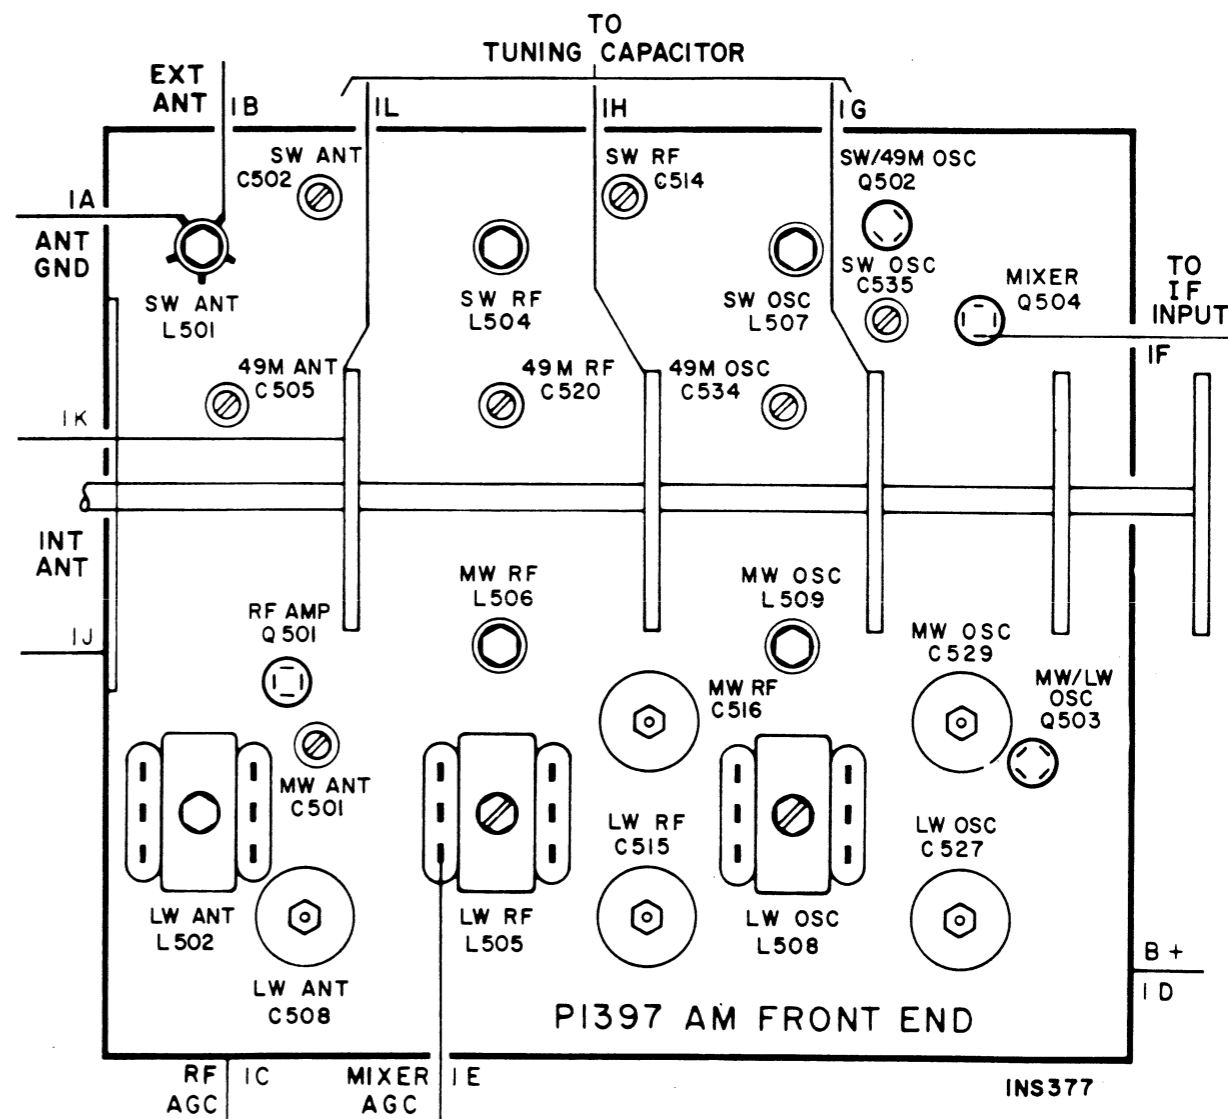 TO
TUNING CAPACITOR
EXT
ANT
1B
1L
1H
1G
SW ANT
C502
SW RF
C514
SW/49M OSC
Q502
1A
ANT
GND
SW ANT
L501
SW RF
L504
SW OSC
L507
SW OSC
C535
MIXER
Q504
TO
IF
INPUT
1F
49M ANT
C505
49M RF
C520
49M OSC
C534
1K
INT
ANT
1J
RF AMP
Q501
MW RF
L506
MW OSC
L509
MW OSC
C529
MW RF
C516
MW/LW
OSC
Q503
MW ANT
C501
LW RF
C515
LW OSC
C527
LW ANT
L502
LW RF
L505
LW OSC
L508
LW ANT
C508
B+
1D
P1397 AM FRONT END
RF
AGC
1C
MIXER
AGC
1E
INS377